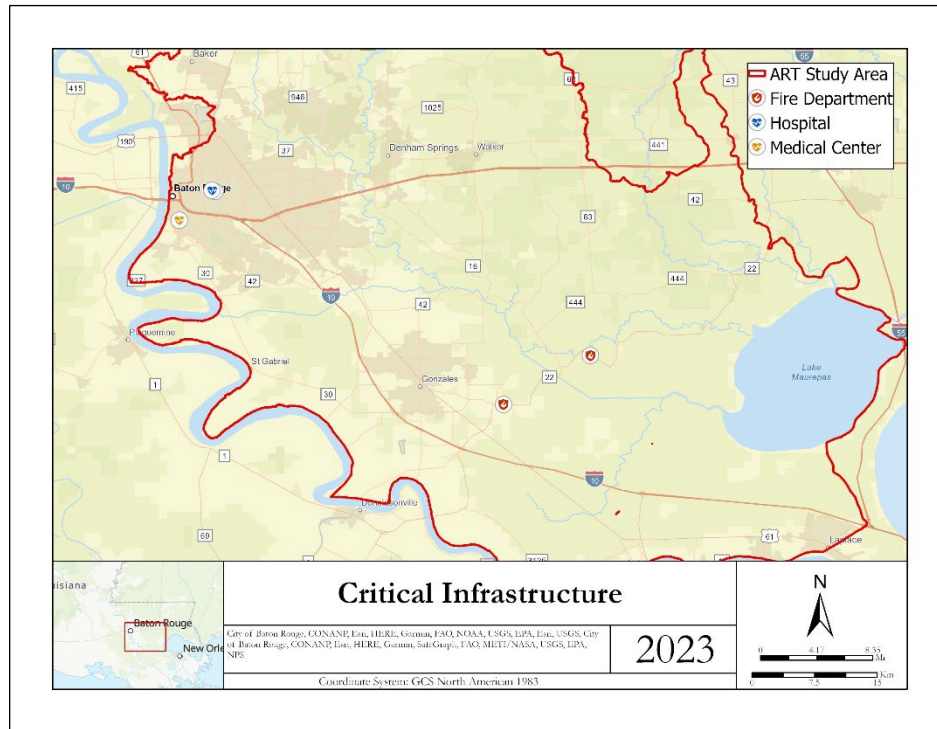 61
Baker
415
946
1025
63
43
55
190
37
Denham Springs
Walker
441
10
Baton Rouge
42
63
30
42
16
444
22
444
10
42
Plaquemine
St Gabriel
Gonzales
22
1
30
Lake
Maurepas
55
1
10
Donaldsonville
69
61
Laplace
ART Study Area
Fire Department
Hospital
Medical Center
Baton Rouge
Critical Infrastructure
City of Baton Rouge, CONANP, Esri, HERE, Garmin, FAO, NOAA, USGS, EPA, Esri, USGS, City
of Baton Rouge, CONANP, Esri, HERE, Garmin, SafeGraph, FAO, METI/NASA, USGS, EPA,
NPS
Coordinate System: GCS North American 1983
2023
N
0 4.17 8.35
Mi
Km
0 7.5 15